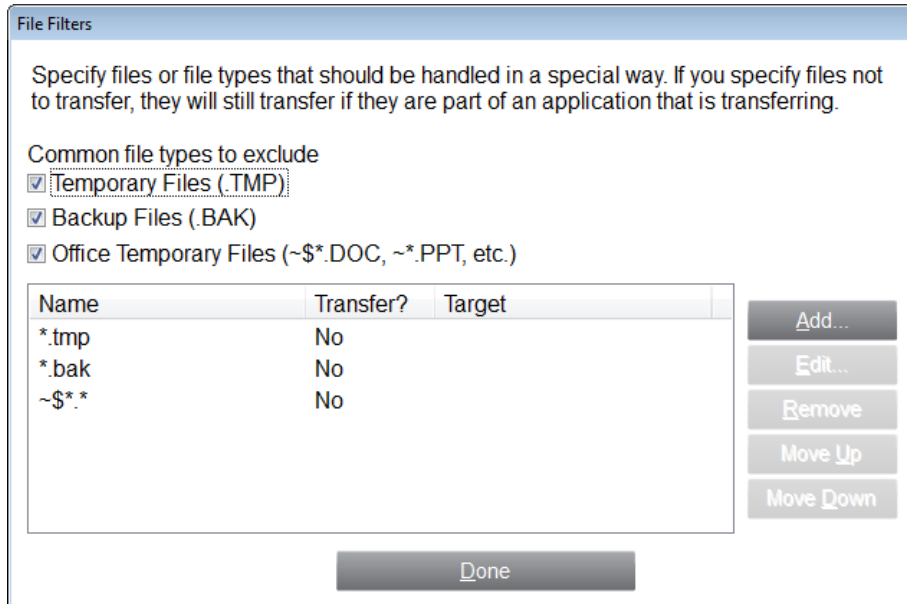 File Filters
Specify files or file types that should be handled in a special way. If you specify files not
to transfer, they will still transfer if they are part of an application that is transferring.
Common file types to exclude
Temporary Files (.TMP)
Backup Files (.BAK)
Office Temporary Files (~$*.DOC, ~*.PPT, etc.)
Name Transfer? Target
*.tmp No
*.bak No
~$*.* No
Add...
Edit...
Remove
Move Up
Move Down
Done